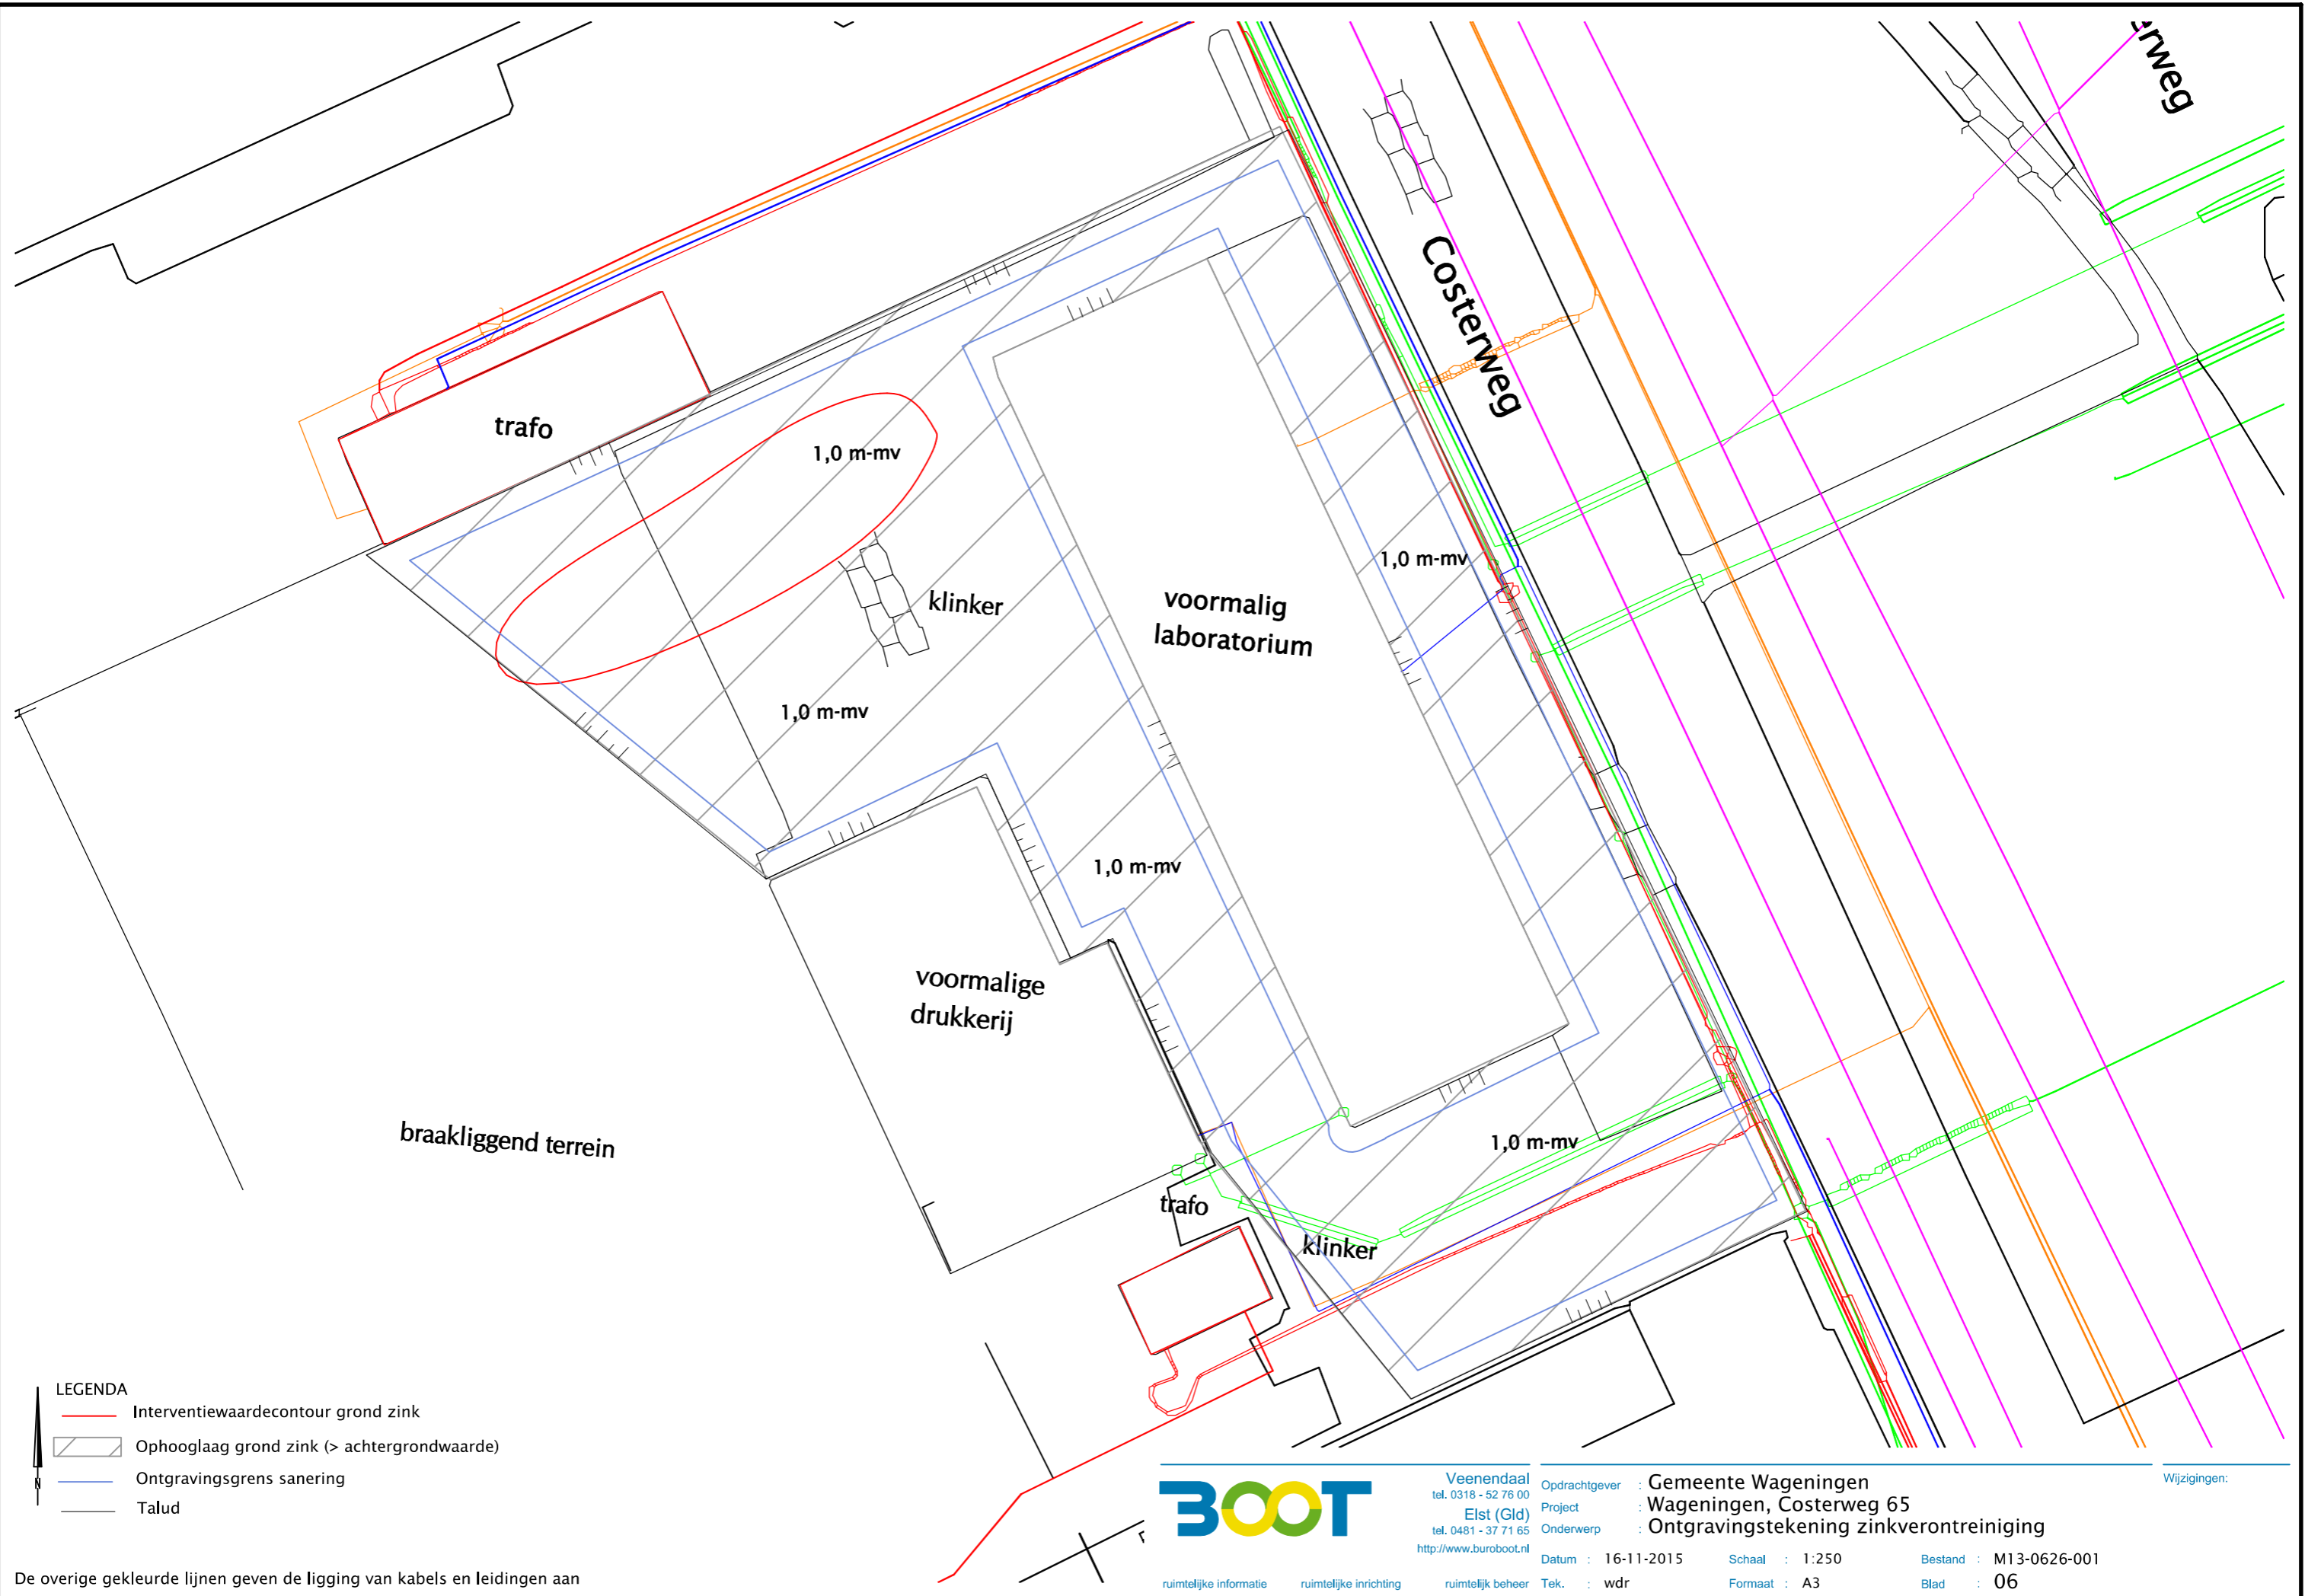 erweg
Costerweg
trafo
1,0 m-mv
1,0 m-mv
klinker
voormalig
laboratorium
1,0 m-mv
1,0 m-mv
voormalige
drukkerij
braakliggend terrein
1,0 m-mv
trafo
klinker
LEGENDA
Interventiewaardecontour grond zink
Ophooglaag grond zink (> achtergrondwaarde)
Ontgravingsgrens sanering
Talud
N
De overige gekleurde lijnen geven de ligging van kabels en leidingen aan
BOOT
Veenendaal
tel. 0318 - 52 76 00
Elst (Gld)
tel. 0481 - 37 71 65
http://www.buroboot.nl
ruimtelijke informatie ruimtelijke inrichting ruimtelijk beheer
Opdrachtgever : Gemeente Wageningen
Project : Wageningen, Costerweg 65
Onderwerp : Ontgravingstekening zinkverontreiniging
Datum : 16-11-2015 Schaal : 1:250 Bestand : M13-0626-001
Tek. : wdr Formaat : A3 Blad : 06
Wijzigingen: